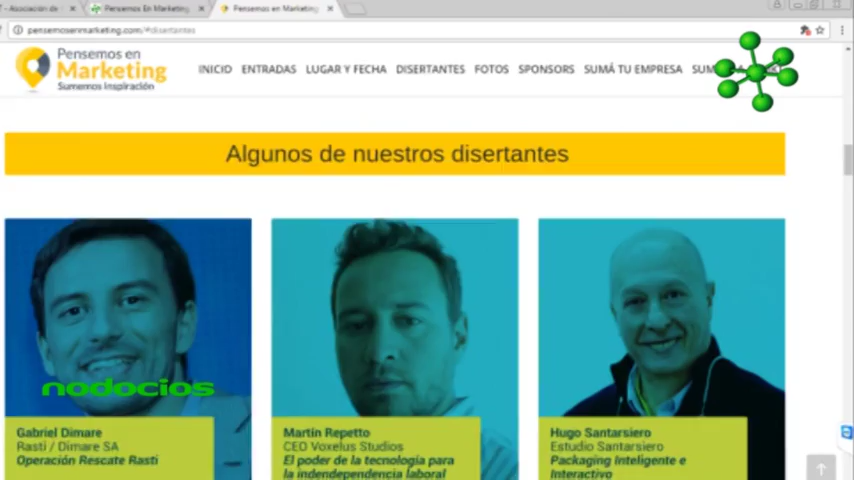 T - Asociación de
Pensemos En Marketing
Pensemos en Marketing
pensemosenmarketing.com/#disertantes
Pensemos en
Marketing
Sumemos Inspiración
INICIO ENTRADAS LUGAR Y FECHA DISERTANTES FOTOS SPONSORS SUMÁ TU EMPRESA
Algunos de nuestros disertantes
nodocios
Gabriel Dimare
Rasti / Dimare SA
Operación Rescate Rasti
Martín Repetto
CEO Voxelus Studios
El poder de la tecnología para
la indendependencia laboral
Hugo Santarsiero
Estudio Santarsiero
Packaging Inteligente e
Interactivo